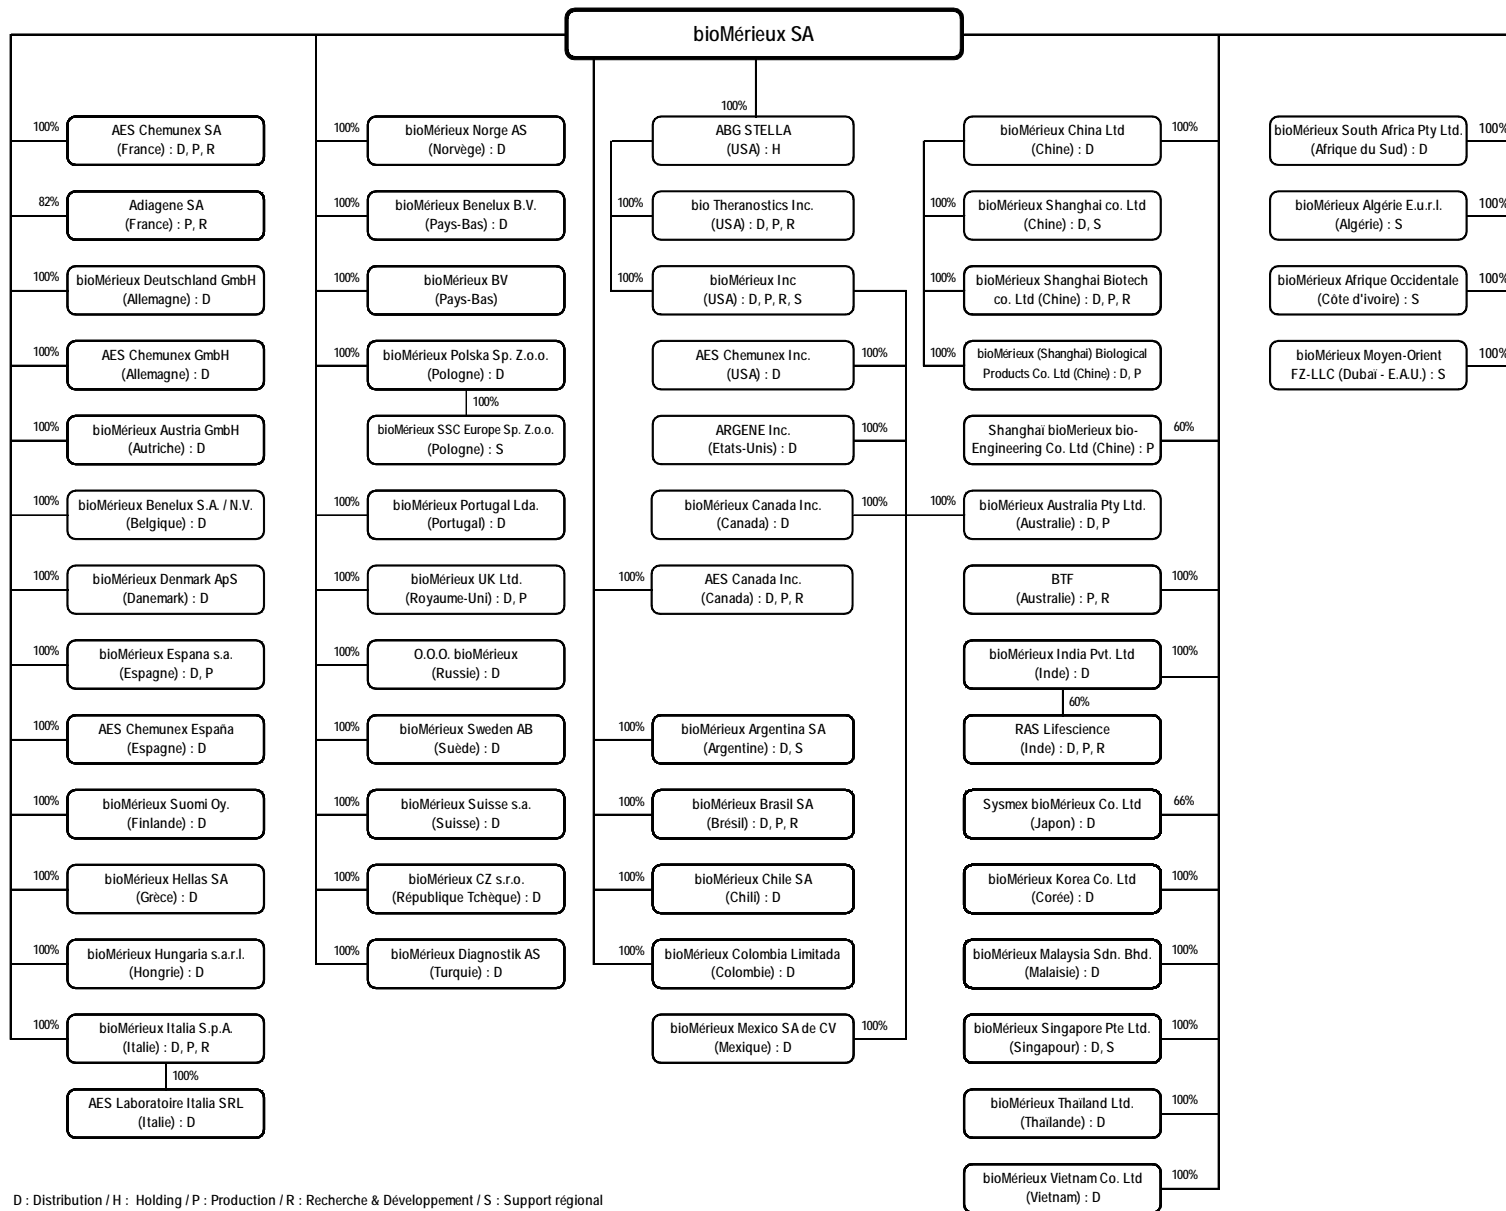 bioMérieux SA
100%
AES Chemunex SA
(France) : D, P, R
82%
Adiagene SA
(France) : P, R
100%
bioMérieux Deutschland GmbH
(Allemagne) : D
100%
AES Chemunex GmbH
(Allemagne) : D
100%
bioMérieux Austria GmbH
(Autriche) : D
100%
bioMérieux Benelux S.A. / N.V.
(Belgique) : D
100%
bioMérieux Denmark ApS
(Danemark) : D
100%
bioMérieux Espana s.a.
(Espagne) : D, P
100%
AES Chemunex España
(Espagne) : D
100%
bioMérieux Suomi Oy.
(Finlande) : D
100%
bioMérieux Hellas SA
(Grèce) : D
100%
bioMérieux Hungaria s.a.r.l.
(Hongrie) : D
100%
bioMérieux Italia S.p.A.
(Italie) : D, P, R
100%
AES Laboratoire Italia SRL
(Italie) : D
100%
bioMérieux Norge AS
(Norvège) : D
100%
bioMérieux Benelux B.V.
(Pays-Bas) : D
100%
bioMérieux BV
(Pays-Bas)
100%
bioMérieux Polska Sp. Z.o.o.
(Pologne) : D
100%
bioMérieux SSC Europe Sp. Z.o.o.
(Pologne) : S
100%
bioMérieux Portugal Lda.
(Portugal) : D
100%
bioMérieux UK Ltd.
(Royaume-Uni) : D, P
100%
O.O.O. bioMérieux
(Russie) : D
100%
bioMérieux Sweden AB
(Suède) : D
100%
bioMérieux Suisse s.a.
(Suisse) : D
100%
bioMérieux CZ s.r.o.
(République Tchèque) : D
100%
bioMérieux Diagnostik AS
(Turquie) : D
100%
ABG STELLA
(USA) : H
100%
bio Theranostics Inc.
(USA) : D, P, R
100%
bioMérieux Inc
(USA) : D, P, R, S
AES Chemunex Inc.
(USA) : D
100%
ARGENE Inc.
(Etats-Unis) : D
100%
bioMérieux Canada Inc.
(Canada) : D
100%
100%
AES Canada Inc.
(Canada) : D, P, R
100%
bioMérieux Argentina SA
(Argentine) : D, S
100%
bioMérieux Brasil SA
(Brésil) : D, P, R
100%
bioMérieux Chile SA
(Chili) : D
100%
bioMérieux Colombia Limitada
(Colombie) : D
bioMérieux Mexico SA de CV
(Mexique) : D
100%
bioMérieux China Ltd
(Chine) : D
100%
100%
bioMérieux Shanghai co. Ltd
(Chine) : D, S
100%
bioMérieux Shanghai Biotech
co. Ltd (Chine) : D, P, R
100%
bioMérieux (Shanghai) Biological
Products Co. Ltd (Chine) : D, P
Shanghaï bioMerieux bio-
Engineering Co. Ltd (Chine) : P
60%
100%
bioMérieux Australia Pty Ltd.
(Australie) : D, P
BTF
(Australie) : P, R
100%
bioMérieux India Pvt. Ltd
(Inde) : D
100%
60%
RAS Lifescience
(Inde) : D, P, R
Sysmex bioMérieux Co. Ltd
(Japon) : D
66%
bioMérieux Korea Co. Ltd
(Corée) : D
100%
bioMérieux Malaysia Sdn. Bhd.
(Malaisie) : D
100%
bioMérieux Singapore Pte Ltd.
(Singapour) : D, S
100%
bioMérieux Thaïland Ltd.
(Thaïlande) : D
100%
bioMérieux Vietnam Co. Ltd
(Vietnam) : D
100%
bioMérieux South Africa Pty Ltd.
(Afrique du Sud) : D
100%
bioMérieux Algérie E.u.r.l.
(Algérie) : S
100%
bioMérieux Afrique Occidentale
(Côte d'ivoire) : S
100%
bioMérieux Moyen-Orient
FZ-LLC (Dubaï - E.A.U.) : S
100%
D : Distribution / H : Holding / P : Production / R : Recherche & Développement / S : Support régional